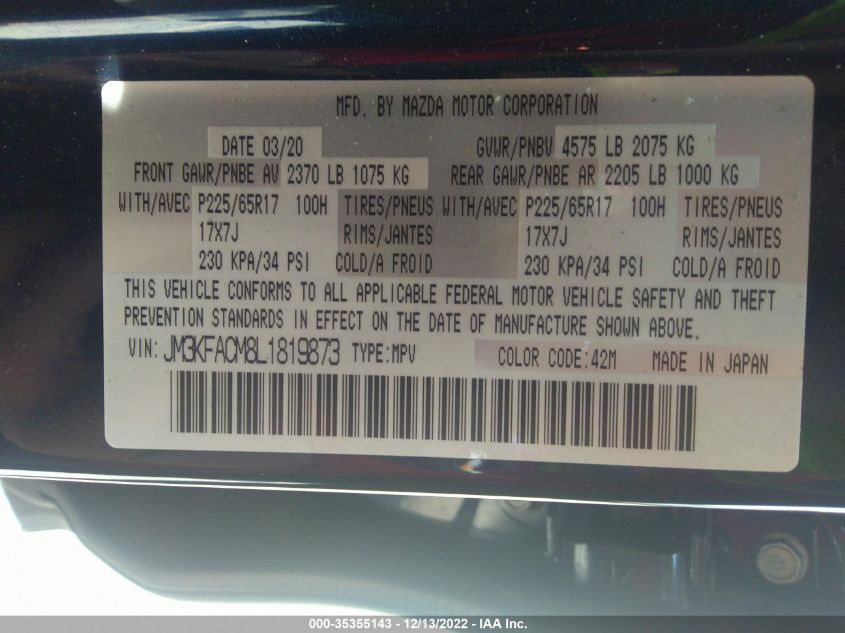 MFD. BY MAZDA MOTOR CORPORATION
DATE 03/20 GVWR/PNBV 4575 LB 2075 KG
FRONT GAWR/PNBE AV 2370 LB 1075 KG REAR GAWR/PNBE AR 2205 LB 1000 KG
WITH/AVEC P225/65R17 100H TIRES/PNEUS WITH/AVEC P225/65R17 100H TIRES/PNEUS
17X7J RIMS/JANTES 17X7J RIMS/JANTES
230 KPA/34 PSI COLD/A FROID 230 KPA/34 PSI COLD/A FROID
THIS VEHICLE CONFORMS TO ALL APPLICABLE FEDERAL MOTOR VEHICLE SAFETY AND THEFT
PREVENTION STANDARDS IN EFFECT ON THE DATE OF MANUFACTURE SHOWN ABOVE.
VIN: JM3KFACM8L1819873 TYPE:MPV COLOR CODE:42M MADE IN JAPAN
000-35355143 - 12/13/2022 - IAA Inc.